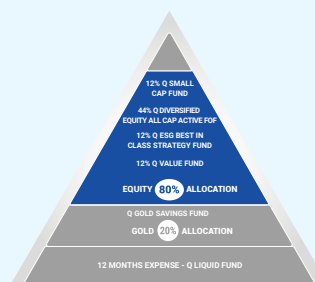 12% Q SMALL
CAP FUND
44% Q DIVERSIFIED
EQUITY ALL CAP ACTIVE FOF
12% Q ESG BEST IN
CLASS STRATEGY FUND
12% Q VALUE FUND
EQUITY 80% ALLOCATION
Q GOLD SAVINGS FUND
GOLD 20% ALLOCATION
12 MONTHS EXPENSE - Q LIQUID FUND